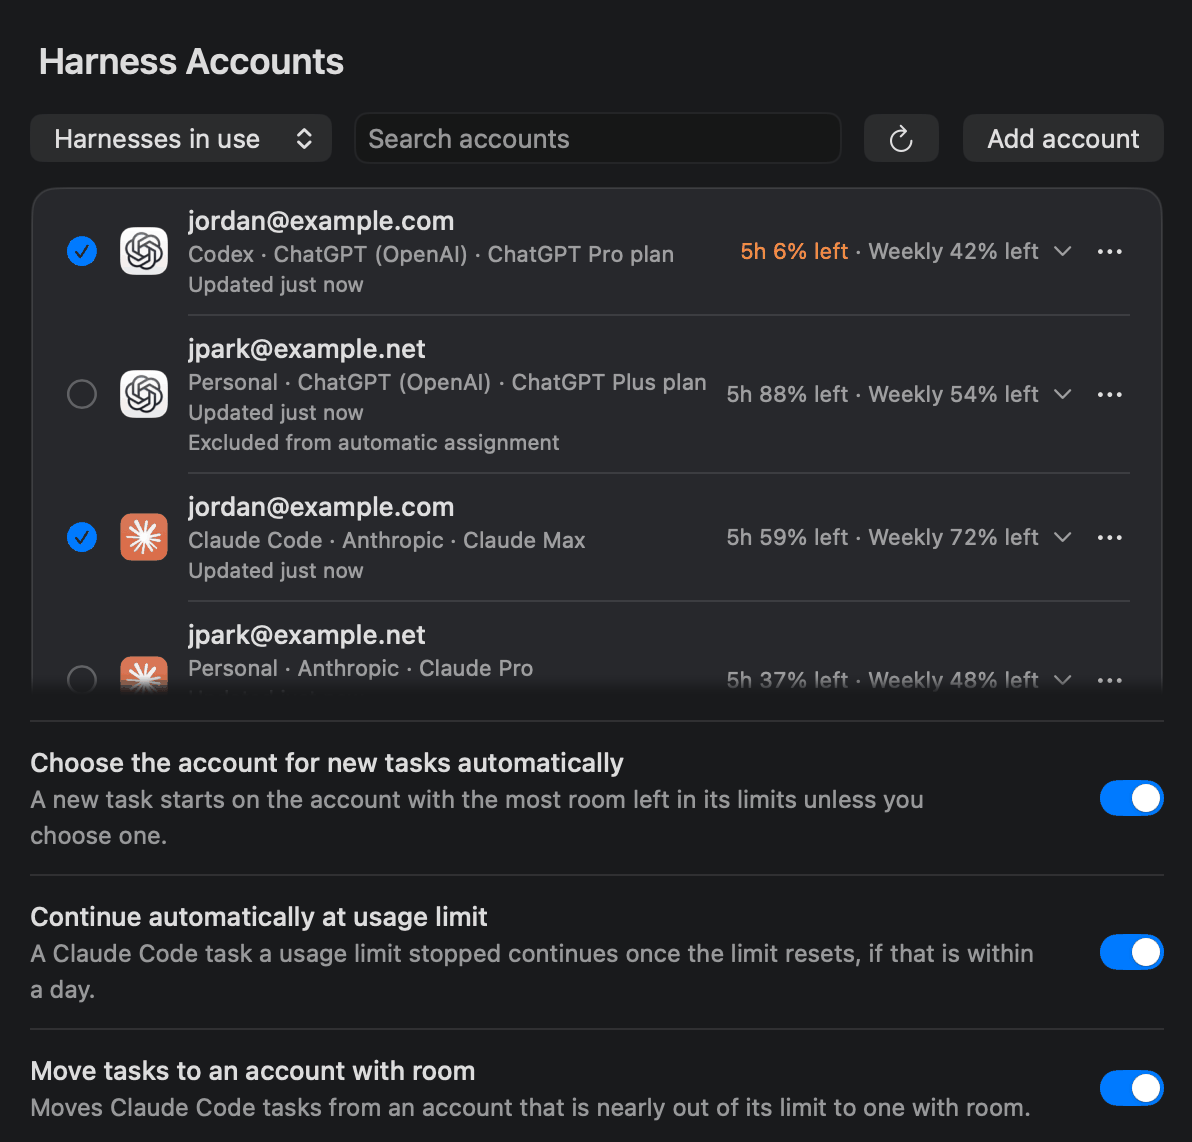 Harness Accounts
Harnesses in use
Search accounts
Add account
jordan@example.com
Codex · ChatGPT (OpenAI) · ChatGPT Pro plan
Updated just now
5h 6% left · Weekly 42% left
jpark@example.net
Personal · ChatGPT (OpenAI) · ChatGPT Plus plan
Updated just now
Excluded from automatic assignment
5h 88% left · Weekly 54% left
jordan@example.com
Claude Code · Anthropic · Claude Max
Updated just now
5h 59% left · Weekly 72% left
jpark@example.net
Personal · Anthropic · Claude Pro
5h 37% left · Weekly 48% left
Choose the account for new tasks automatically
A new task starts on the account with the most room left in its limits unless you
choose one.
Continue automatically at usage limit
A Claude Code task a usage limit stopped continues once the limit resets, if that is within
a day.
Move tasks to an account with room
Moves Claude Code tasks from an account that is nearly out of its limit to one with room.